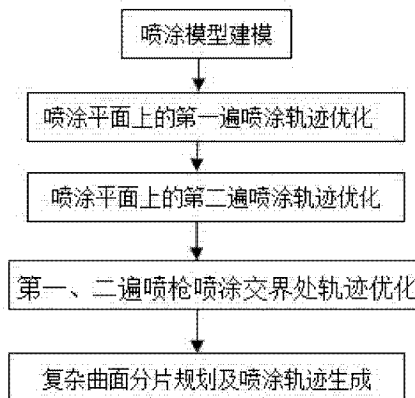 喷涂模型建模
喷涂平面上的第一遍喷涂轨迹优化
喷涂平面上的第二遍喷涂轨迹优化
第一、二遍喷枪喷涂交界处轨迹优化
复杂曲面分片规划及喷涂轨迹生成